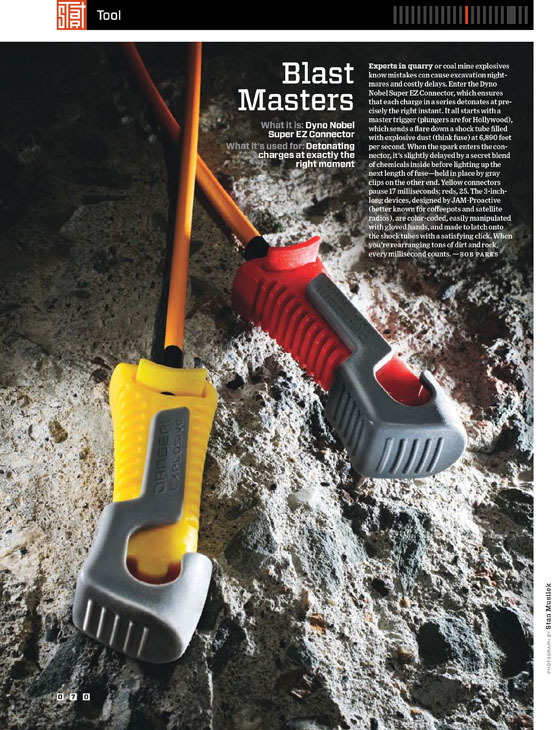 START
Tool
Blast
Masters
What it is: Dyno Nobel
Super EZ Connector
What it's used for: Detonating
charges at exactly the
right moment
Experts in quarry or coal mine explosives
know mistakes can cause excavation night-
mares and costly delays. Enter the Dyno
Nobel Super EZ Connector, which ensures
that each charge in a series detonates at pre-
cisely the right instant. It all starts with a
master trigger (plungers are for Hollywood),
which sends a flare down a shock tube filled
with explosive dust (think fuse) at 6,890 feet
per second. When the spark enters the con-
nector, it's slightly delayed by a secret blend
of chemicals inside before lighting up the
next length of fuse—held in place by gray
clips on the other end. Yellow connectors
pause 17 milliseconds; reds, 25. The 3-inch-
long devices, designed by JAM-Proactive
(better known for coffeepots and satellite
radios), are color-coded, easily manipulated
with gloved hands, and made to latch onto
the shock tubes with a satisfying click. When
you're rearranging tons of dirt and rock,
every millisecond counts. —BOB PARKS
DANGER!
EXPLOSIVE
PHOTOGRAPH BY Stan Musilek
0 7 0